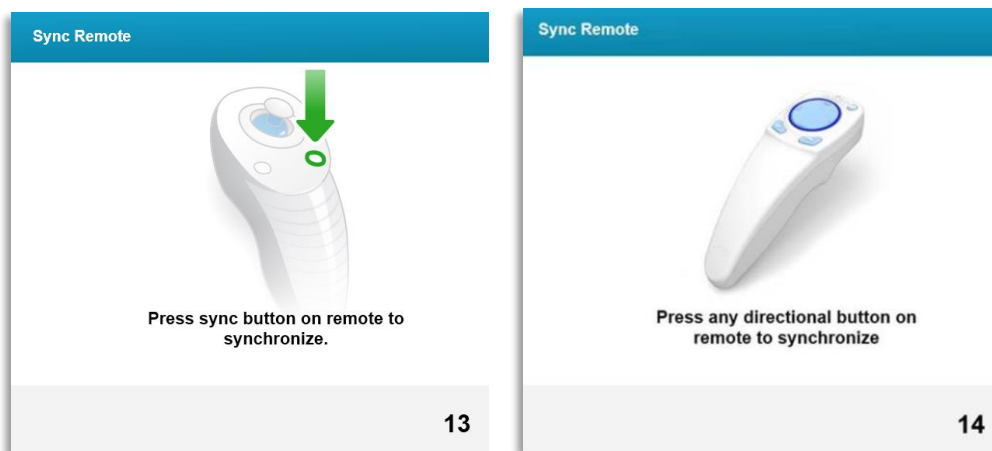 Sync Remote
Press sync button on remote to
synchronize.
13
Sync Remote
Press any directional button on
remote to synchronize
14